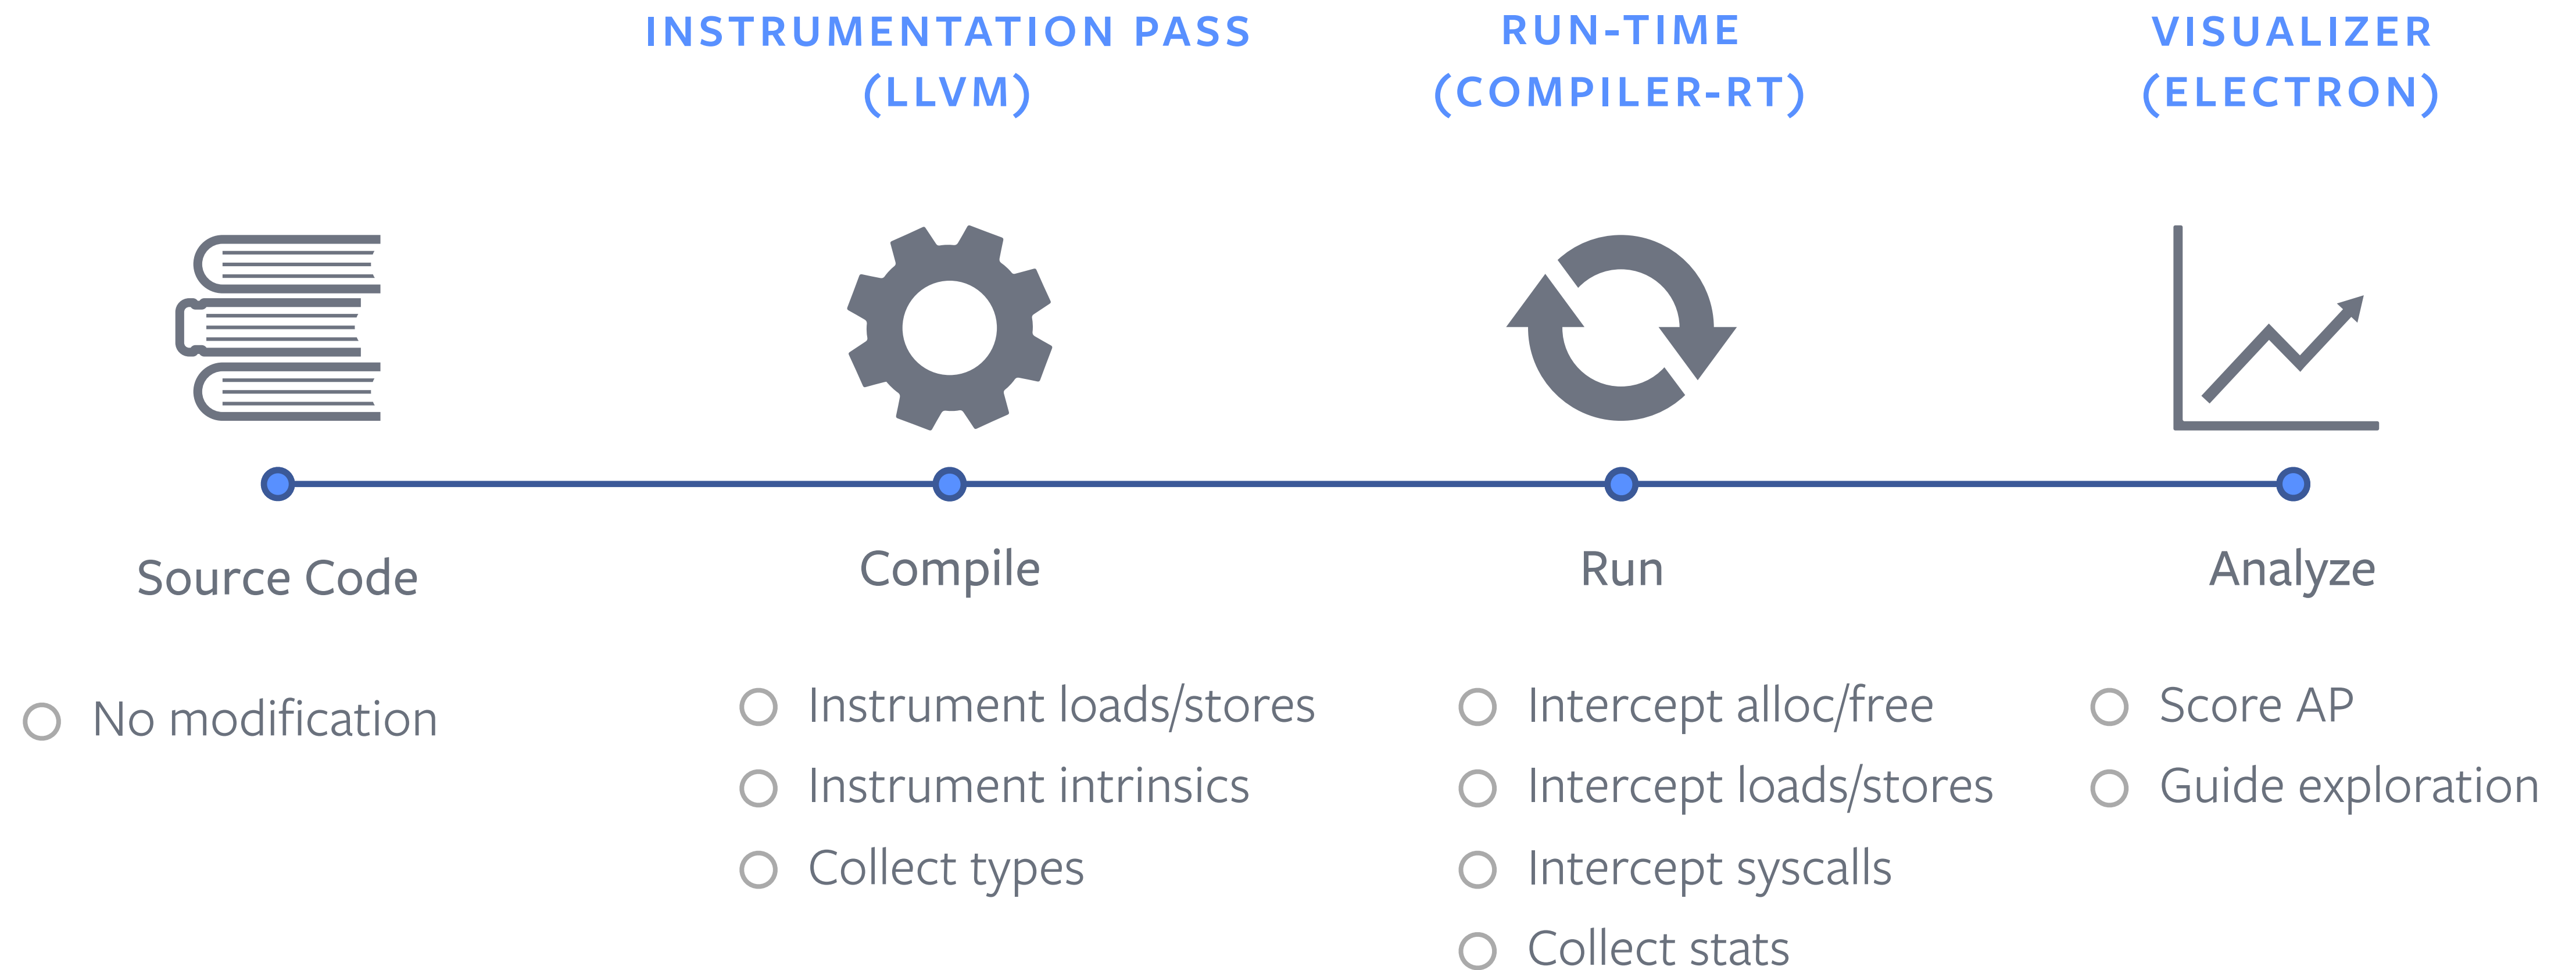 INSTRUMENTATION PASS
(LLVM)
RUN-TIME
(COMPILER-RT)
VISUALIZER
(ELECTRON)
Source Code
Compile
Run
Analyze
No modification
Instrument loads/stores
Instrument intrinsics
Collect types
Intercept alloc/free
Intercept loads/stores
Intercept syscalls
Collect stats
Score AP
Guide exploration